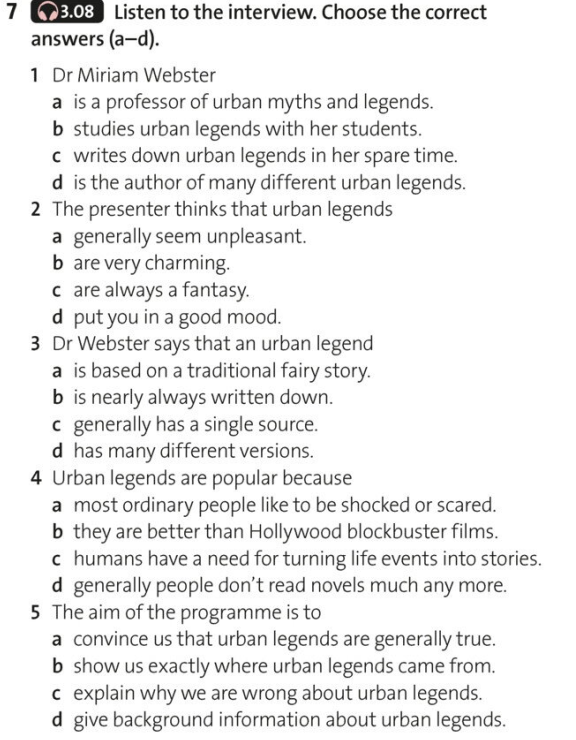 7 3.08 Listen to the interview. Choose the correct
answers (a–d).
1 Dr Miriam Webster
a is a professor of urban myths and legends.
b studies urban legends with her students.
c writes down urban legends in her spare time.
d is the author of many different urban legends.
2 The presenter thinks that urban legends
a generally seem unpleasant.
b are very charming.
c are always a fantasy.
d put you in a good mood.
3 Dr Webster says that an urban legend
a is based on a traditional fairy story.
b is nearly always written down.
c generally has a single source.
d has many different versions.
4 Urban legends are popular because
a most ordinary people like to be shocked or scared.
b they are better than Hollywood blockbuster films.
c humans have a need for turning life events into stories.
d generally people don't read novels much any more.
5 The aim of the programme is to
a convince us that urban legends are generally true.
b show us exactly where urban legends came from.
c explain why we are wrong about urban legends.
d give background information about urban legends.